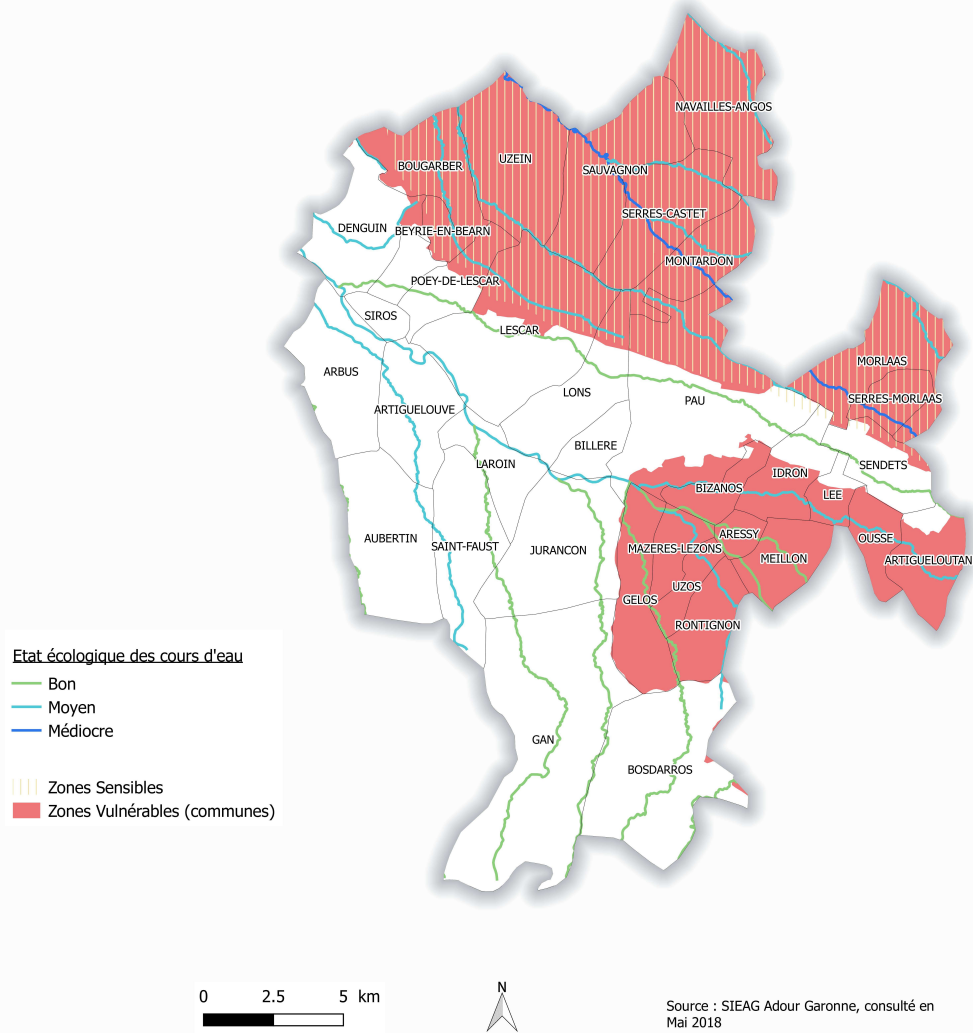 NAVAILLES-ANGOS
UZEIN
BOUGARBER
SAUVAGNON
SERRES-CASTET
DENGUIN
BEYRIE-EN-BEARN
MONTARDON
POEY-DE-LESCAR
SIROS
LESCAR
MORLAAS
ARBUS
LONS
SERRES-MORLAAS
PAU
ARTIGUELOUVE
BILLERE
LAROIN
SENDETS
IDRON
BIZANOS
LEE
AUBERTIN
SAINT-FAUST
JURANCON
MAZERES-LEZONS
ARESSY
OUSSE
MEILLON
ARTIGUELOUTAN
UZOS
GELOS
RONTIGNON
GAN
BOSDARROS
Etat écologique des cours d'eau
Bon
Moyen
Médiocre
Zones Sensibles
Zones Vulnérables (communes)
0 2.5 5 km
N
Source : SIEAG Adour Garonne, consulté en
Mai 2018